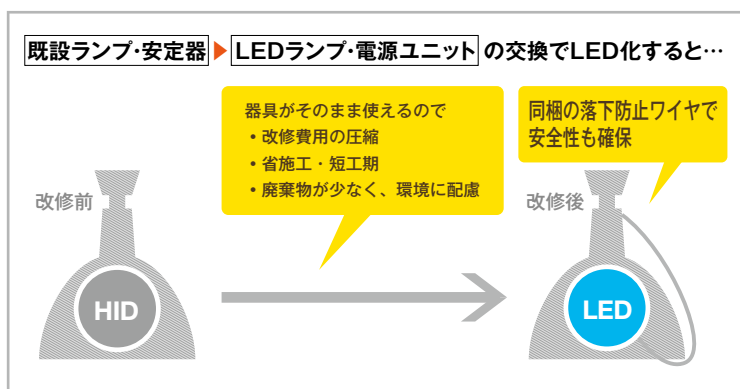 既設ランプ・安定器▶LEDランプ・電源ユニットの交換でLED化すると…
器具がそのまま使えるので
・改修費用の圧縮
・省施工・短工期
・廃棄物が少なく、環境に配慮
同梱の落下防止ワイヤで
安全性も確保
改修前
改修後
HID
LED